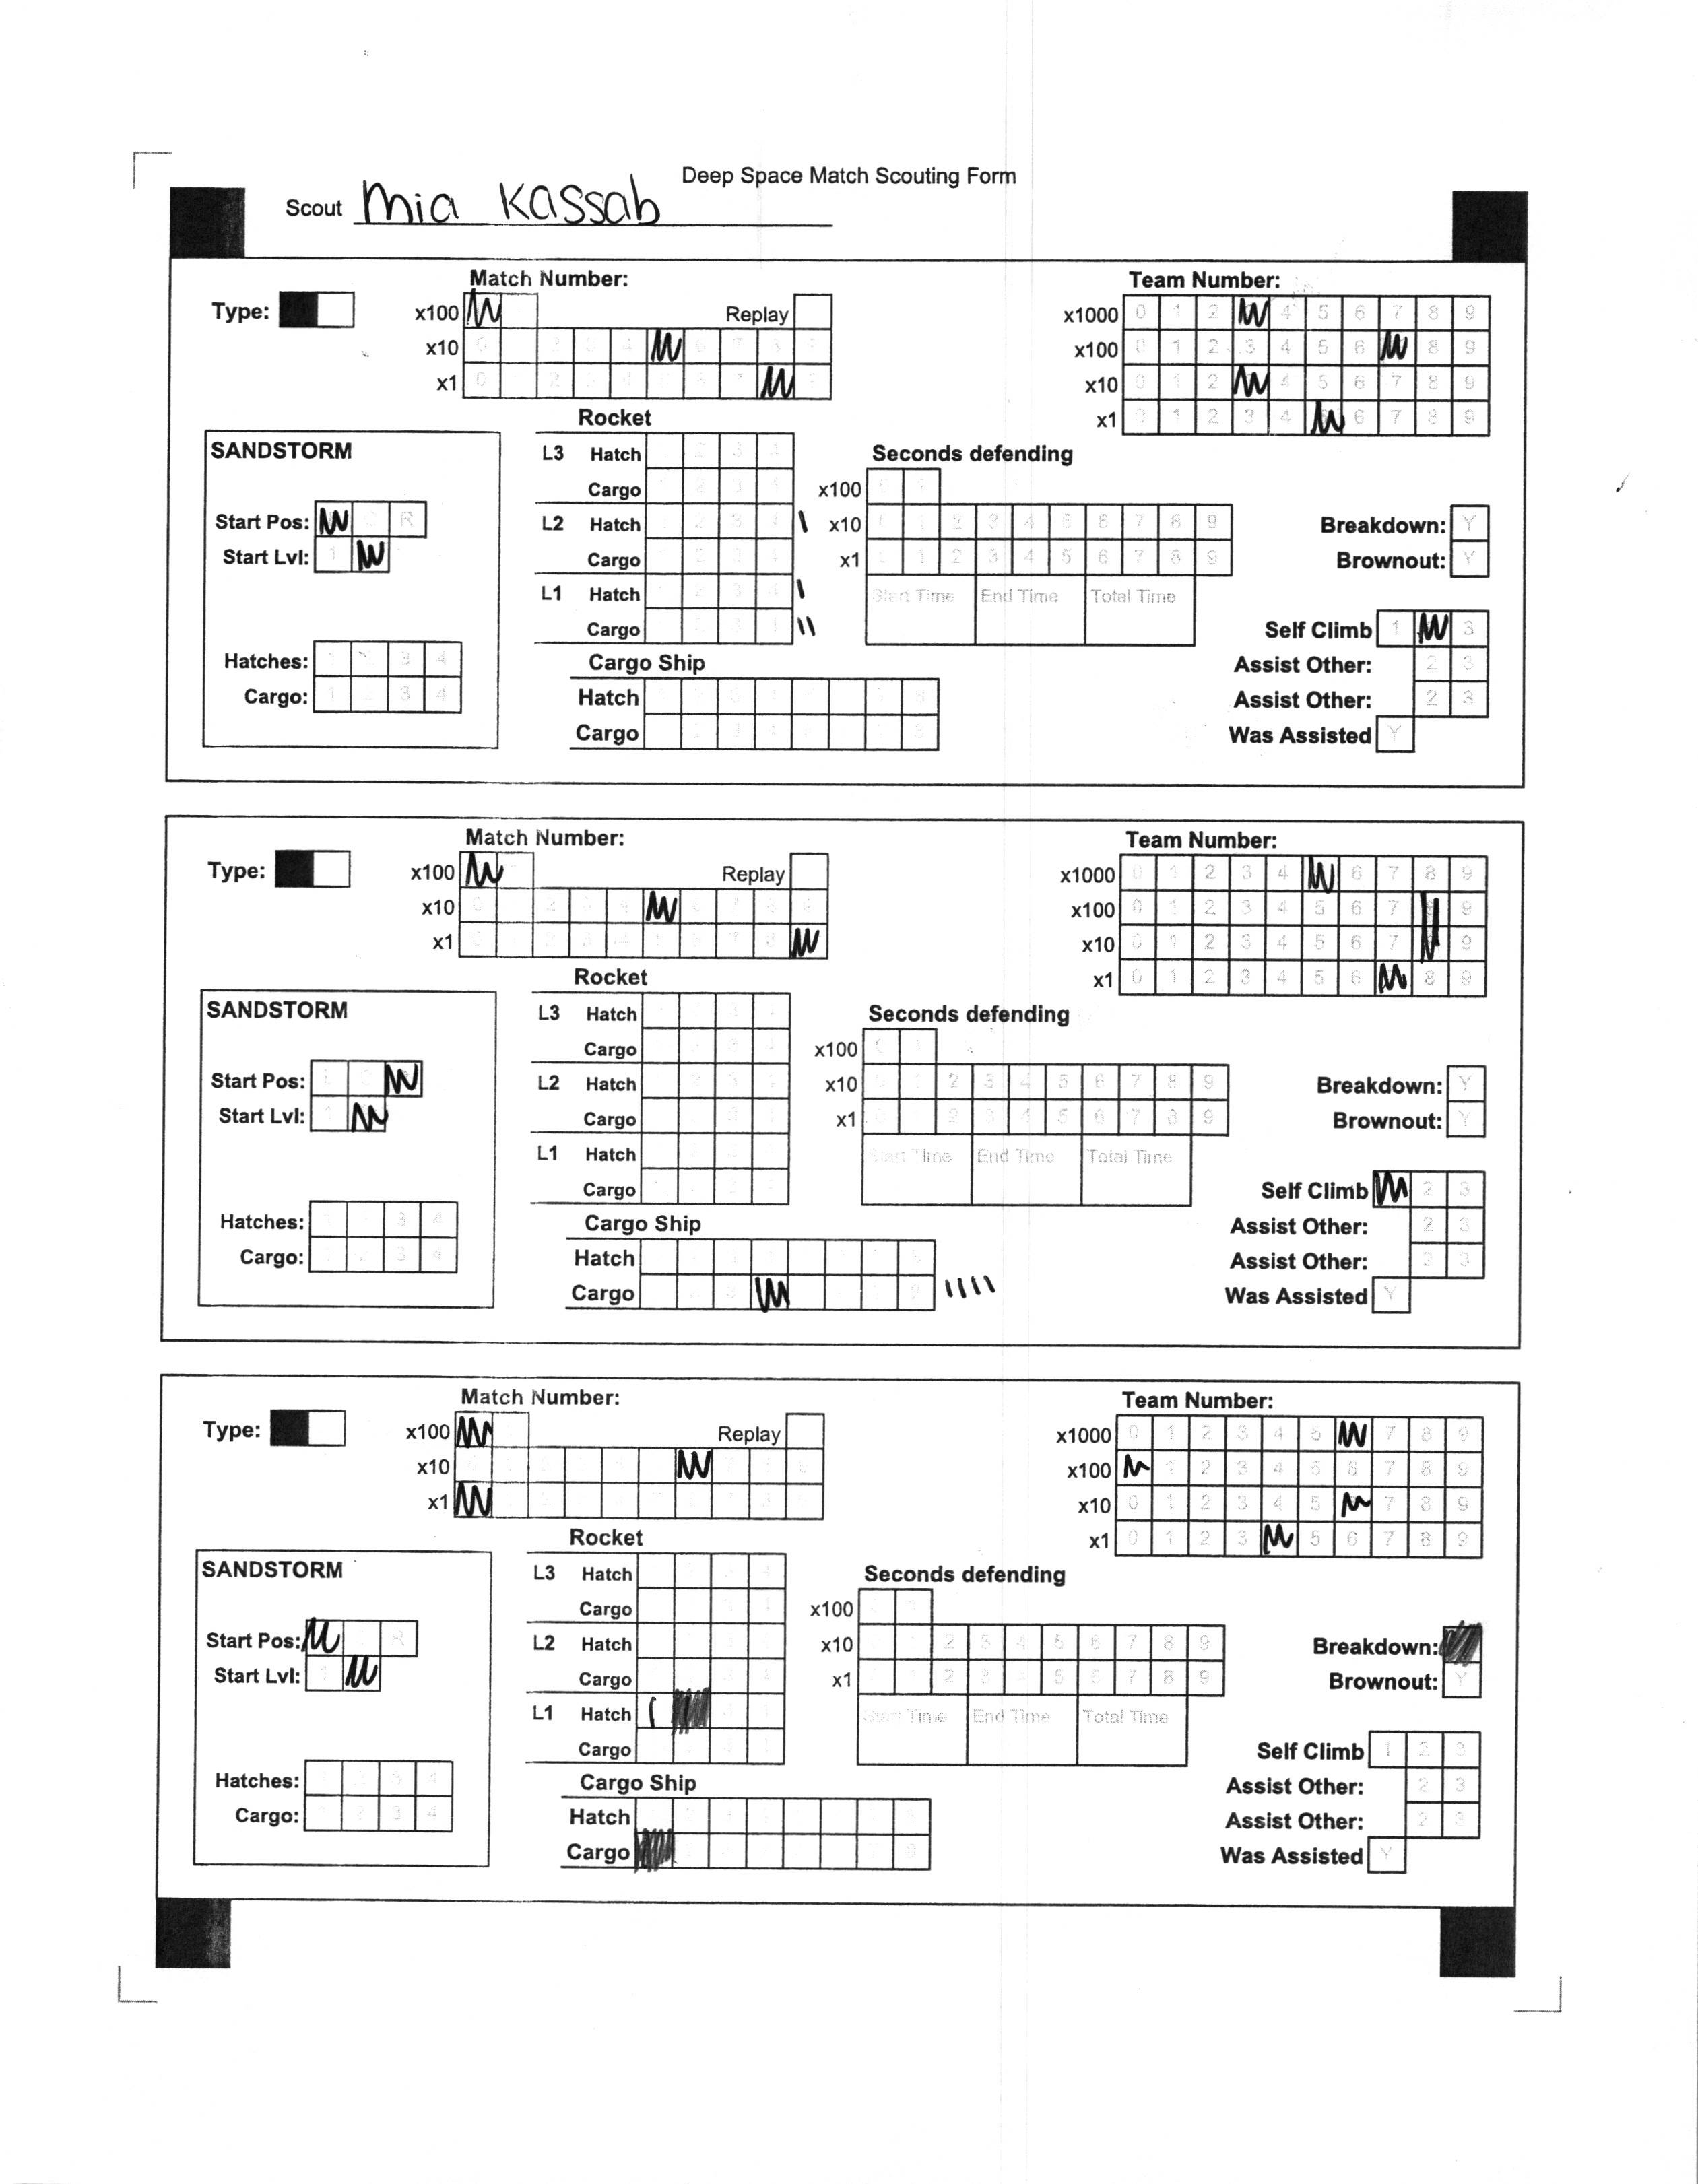 Deep Space Match Scouting Form
Scout Mia Kassab
Match Number: Team Number:
Type: x100 Replay x1000 0 1 2 4 5 6 7 8 9
x10 x100 0 1 2 3 4 5 6 8 9
x1 x10 0 1 2 4 5 6 7 8 9
Rocket x1 0 1 2 3 4 6 7 8 9
SANDSTORM L3 Hatch Seconds defending
Cargo x100
Start Pos: R L2 Hatch x10 2 3 4 5 6 7 8 9 Breakdown: Y
Start Lvl: 1 Cargo x1 2 3 4 5 6 7 8 9 Brownout: Y
L1 Hatch Start Time End Time Total Time
Cargo Self Climb 1 3
Hatches: 3 4 Cargo Ship Assist Other: 2 3
Cargo: 1 2 3 4 Hatch Assist Other: 2 3
Cargo Was Assisted Y
Match Number: Team Number:
Type: x100 Replay x1000 0 1 2 3 4 6 7 8 9
x10 x100 0 1 2 3 4 5 6 7 9
x1 x10 0 1 2 3 4 5 6 7 9
Rocket x1 0 1 2 3 4 5 6 8 9
SANDSTORM L3 Hatch Seconds defending
Cargo x100
Start Pos: L2 Hatch x10 2 3 4 5 6 7 8 9 Breakdown: Y
Start Lvl: Cargo x1 2 3 4 5 6 7 8 9 Brownout: Y
L1 Hatch Start Time End Time Total Time
Cargo Self Climb 2 3
Hatches: 3 4 Cargo Ship Assist Other: 2 3
Cargo: 2 3 4 Hatch Assist Other: 2 3
Cargo Was Assisted Y
Match Number: Team Number:
Type: x100 Replay x1000 0 1 2 3 4 5 7 8 9
x10 x100 1 2 3 4 5 6 7 8 9
x1 x10 0 1 2 3 4 5 7 8 9
Rocket x1 0 1 2 3 5 6 7 8 9
SANDSTORM L3 Hatch Seconds defending
Cargo x100
Start Pos: R L2 Hatch x10 2 3 4 5 6 7 8 9 Breakdown:
Start Lvl: Cargo x1 2 3 4 5 6 7 8 9 Brownout: Y
L1 Hatch Start Time End Time Total Time
Cargo Self Climb 1 2 3
Hatches: 3 4 Cargo Ship Assist Other: 2 3
Cargo: 2 3 4 Hatch Assist Other: 2 3
Cargo Was Assisted Y